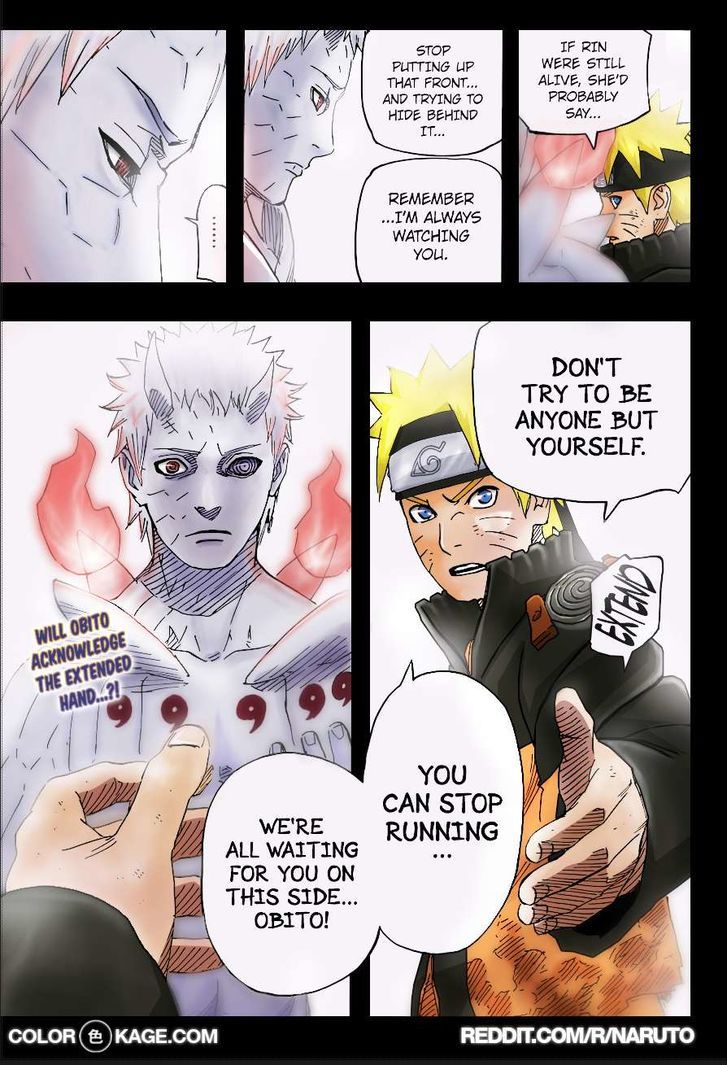 IF RIN
WERE STILL
ALIVE, SHE'D
PROBABLY
SAY...
STOP
PUTTING UP
THAT FRONT...
AND TRYING TO
HIDE BEHIND
IT...
REMEMBER
...I'M ALWAYS
WATCHING
YOU.
......
DON'T
TRY TO BE
ANYONE BUT
YOURSELF.
EXTEND
YOU
CAN STOP
RUNNING
...
WE'RE
ALL WAITING
FOR YOU ON
THIS SIDE...
OBITO!
WILL OBITO
ACKNOWLEDGE
THE EXTENDED
HAND...?!
COLOR 色 KAGE.COM
REDDIT.COM/R/NARUTO